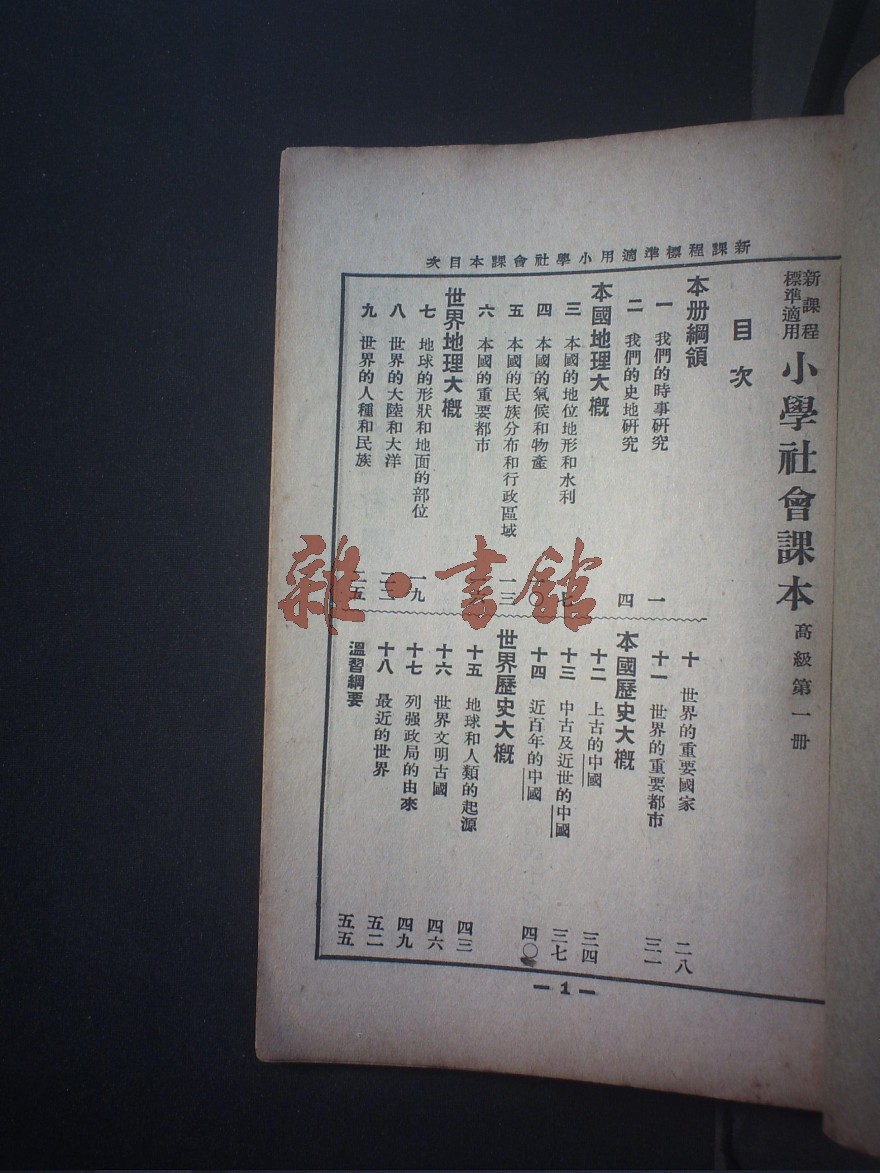 新課程標準適用小學社會課本目次
新課程
標準適用
小學社會課本 高級第一册
目次
本册綱領
一 我們的時事研究 一
二 我們的史地研究 四
本國地理大概
三 本國的地位地形和水利 七
四 本國的氣候和物產
五 本國的民族分布和行政區域 一三
六 本國的重要都市
世界地理大概
七 地球的形狀和地面的部位 一九
八 世界的大陸和大洋
九 世界的人種和民族
十 世界的重要國家 二八
十一 世界的重要都市 三一
本國歷史大概
十二 上古的中國 三四
十三 中古及近世的中國 三七
十四 近百年的中國 四〇
世界歷史大概
十五 地球和人類的起源 四三
十六 世界文明古國 四六
十七 列强政局的由來 四九
十八 最近的世界 五二
溫習綱要 五五
— 1 —
雜·書館